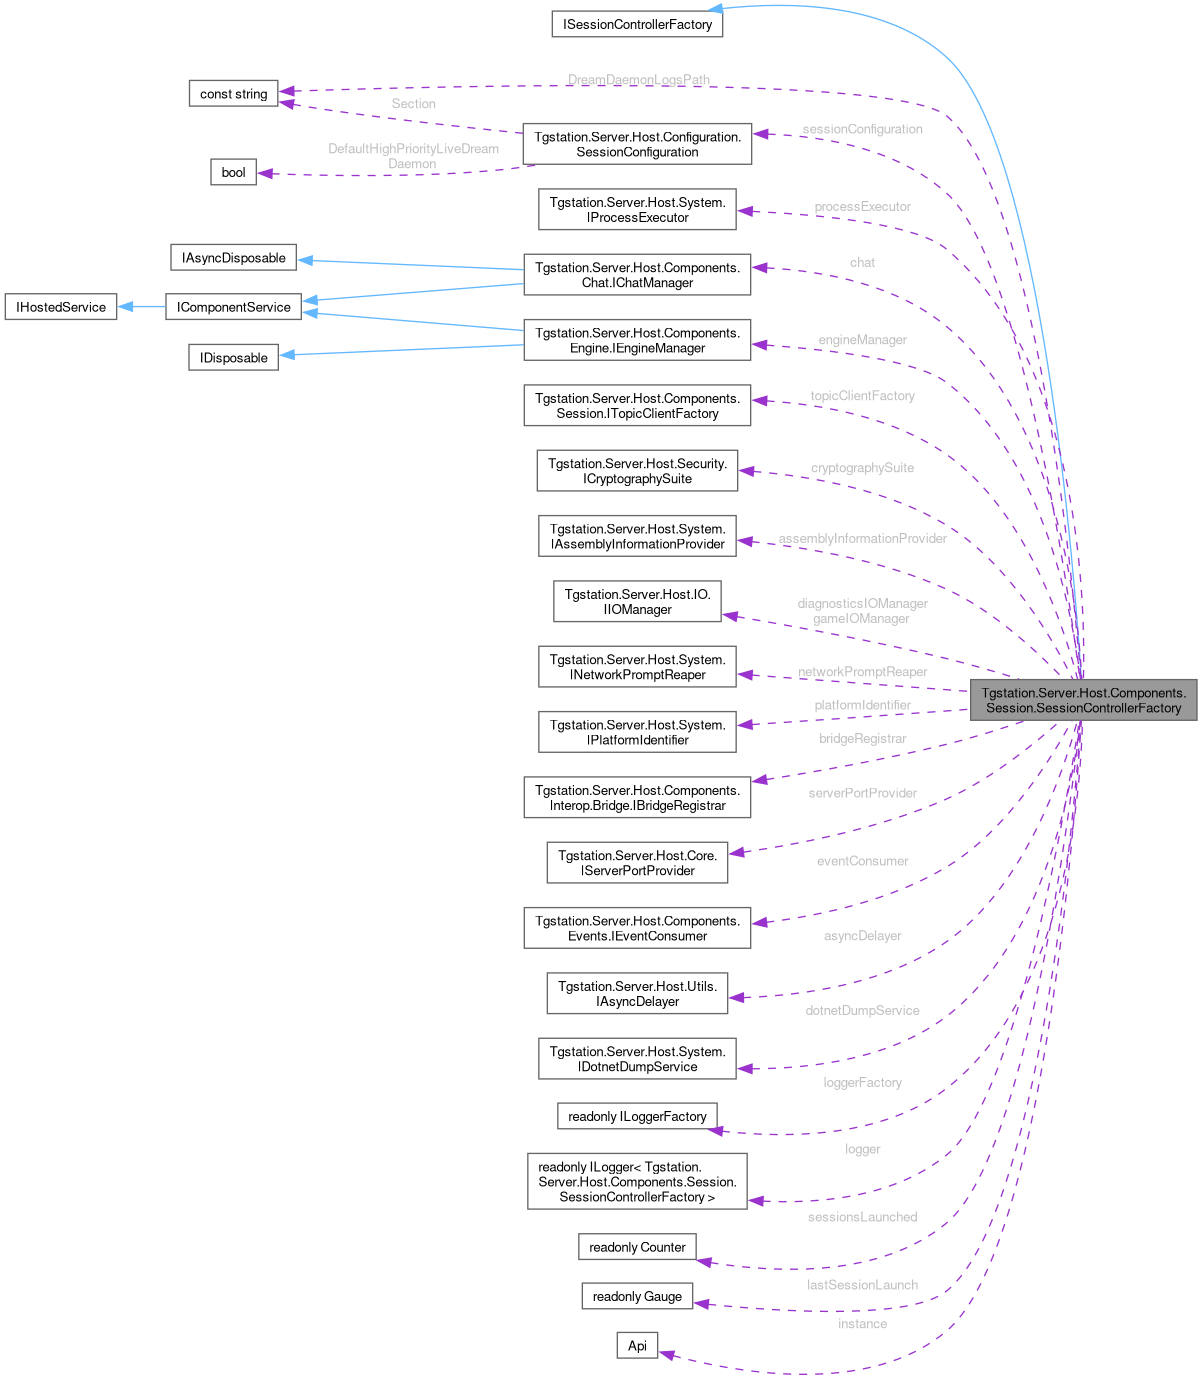 ISessionControllerFactory
DreamDaemonLogsPath
const string
Section
sessionConfiguration
Tgstation.Server.Host.Configuration.
SessionConfiguration
DefaultHighPriorityLiveDream
Daemon
bool
Tgstation.Server.Host.System.
IProcessExecutor
processExecutor
IAsyncDisposable
Tgstation.Server.Host.Components.
Chat.IChatManager
chat
IHostedService
IComponentService
Tgstation.Server.Host.Components.
Engine.IEngineManager
engineManager
IDisposable
Tgstation.Server.Host.Components.
Session.ITopicClientFactory
topicClientFactory
Tgstation.Server.Host.Security.
ICryptographySuite
cryptographySuite
Tgstation.Server.Host.System.
IAssemblyInformationProvider
assemblyInformationProvider
Tgstation.Server.Host.IO.
IIOManager
diagnosticsIOManager
gameIOManager
Tgstation.Server.Host.System.
INetworkPromptReaper
networkPromptReaper
Tgstation.Server.Host.Components.
Session.SessionControllerFactory
Tgstation.Server.Host.System.
IPlatformIdentifier
platformIdentifier
bridgeRegistrar
Tgstation.Server.Host.Components.
Interop.Bridge.IBridgeRegistrar
serverPortProvider
Tgstation.Server.Host.Core.
IServerPortProvider
eventConsumer
Tgstation.Server.Host.Components.
Events.IEventConsumer
asyncDelayer
Tgstation.Server.Host.Utils.
IAsyncDelayer
dotnetDumpService
Tgstation.Server.Host.System.
IDotnetDumpService
loggerFactory
readonly ILoggerFactory
logger
readonly ILogger< Tgstation.
Server.Host.Components.Session.
SessionControllerFactory >
sessionsLaunched
readonly Counter
lastSessionLaunch
readonly Gauge
instance
Api